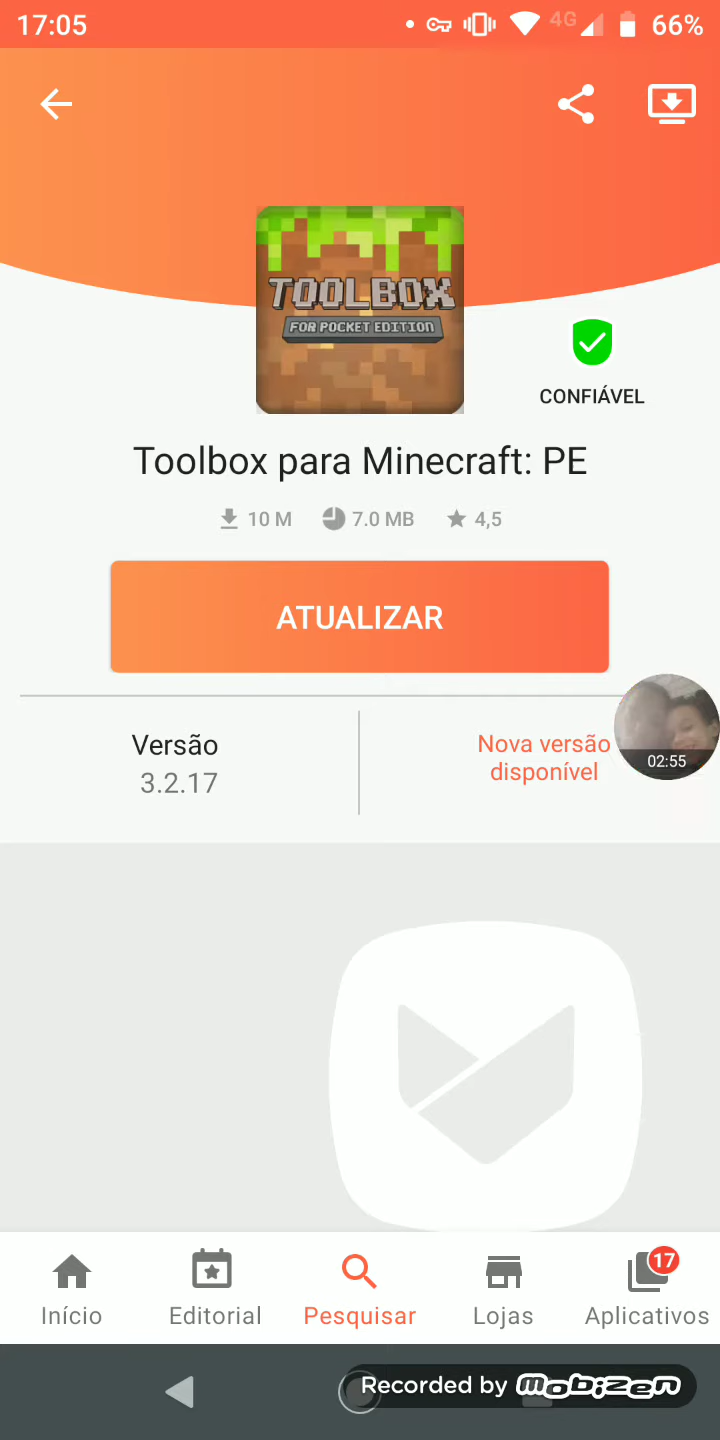 17:05
4G
66%
TOOLBOX
FOR POCKET EDITION
CONFIÁVEL
Toolbox para Minecraft: PE
10 M
7.0 MB
4,5
ATUALIZAR
Versão
3.2.17
Nova versão
disponível
02:55
17
Início
Editorial
Pesquisar
Lojas
Aplicativos
Recorded by mobizen